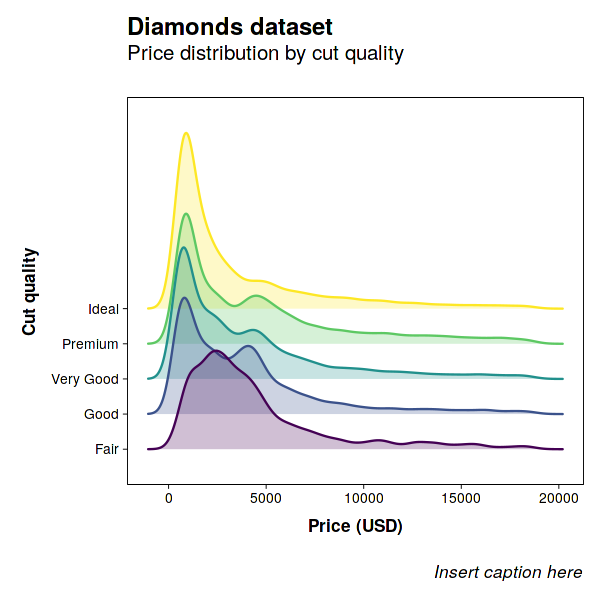 Diamonds dataset
Price distribution by cut quality
Cut quality
Ideal
Premium
Very Good
Good
Fair
0 5000 10000 15000 20000
Price (USD)
Insert caption here